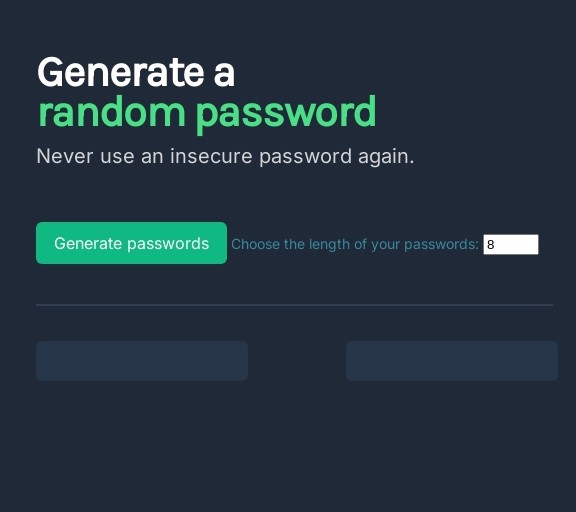 Generate a
random password
Never use an insecure password again.
Generate passwords
Choose the length of your passwords: 8